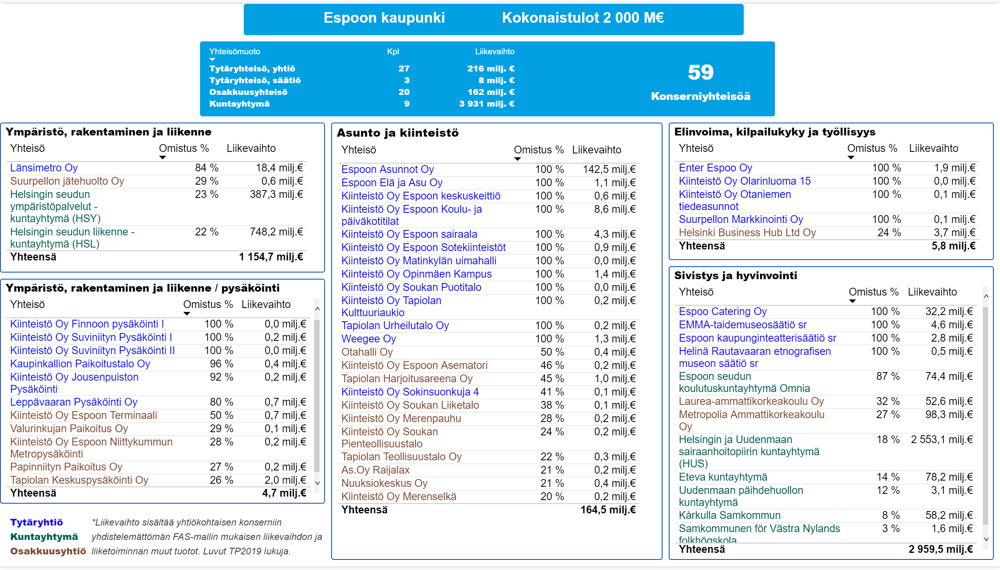 Espoon kaupunki Kokonaistulot 2 000 M€
Yhteisömuoto Kpl Liikevaihto
Tytäryhteisö, yhtiö 27 216 milj. €
Tytäryhteisö, säätiö 3 8 milj. €
Osakkuusyhteisö 20 162 milj. €
Kuntayhtymä 9 3 931 milj. €
59
Konserniyhteisöä
Ympäristö, rakentaminen ja liikenne
Yhteisö Omistus % Liikevaihto
Länsimetro Oy 84 % 18,4 milj.€
Suurpellon jätehuolto Oy 29 % 0,6 milj.€
Helsingin seudun 23 % 387,3 milj.€
ympäristöpalvelut -
kuntayhtymä (HSY)
Helsingin seudun liikenne - 22 % 748,2 milj.€
kuntayhtymä (HSL)
Yhteensä 1 154,7 milj.€
Ympäristö, rakentaminen ja liikenne / pysäköinti
Yhteisö Omistus % Liikevaihto
Kiinteistö Oy Finnoon pysäköinti I 100 % 0,0 milj.€
Kiinteistö Oy Suviniityn Pysäköinti I 100 % 0,2 milj.€
Kiinteistö Oy Suviniityn Pysäköinti II 100 % 0,0 milj.€
Kaupinkallion Paikoitustalo Oy 96 % 0,4 milj.€
Kiinteistö Oy Jousenpuiston 92 % 0,2 milj.€
Pysäköinti
Leppävaaran Pysäköinti Oy 80 % 0,7 milj.€
Kiinteistö Oy Espoon Terminaali 50 % 0,7 milj.€
Valurinkujan Paikoitus Oy 29 % 0,1 milj.€
Kiinteistö Oy Espoon Niittykummun 28 % 0,2 milj.€
Metropysäköinti
Papinniityn Paikoitus Oy 27 % 0,2 milj.€
Tapiolan Keskuspysäköinti Oy 26 % 2,0 milj.€
Yhteensä 4,7 milj.€
Tytäryhtiö *Liikevaihto sisältää yhtiökohtaisen konserniin
Kuntayhtymä yhdistelemättömän FAS-mallin mukaisen liikevaihdon ja
Osakkuusyhtiö liiketoiminnan muut tuotot. Luvut TP2019 lukuja.
Asunto ja kiinteistö
Yhteisö Omistus % Liikevaihto
Espoon Asunnot Oy 100 % 142,5 milj.€
Espoon Elä ja Asu Oy 100 % 1,1 milj.€
Kiinteistö Oy Espoon keskuskeittiö 100 % 0,6 milj.€
Kiinteistö Oy Espoon Koulu- ja 100 % 8,6 milj.€
päiväkotitilat
Kiinteistö Oy Espoon sairaala 100 % 4,3 milj.€
Kiinteistö Oy Espoon Sotekiinteistöt 100 % 0,9 milj.€
Kiinteistö Oy Matinkylän uimahalli 100 % 0,0 milj.€
Kiinteistö Oy Opinmäen Kampus 100 % 1,4 milj.€
Kiinteistö Oy Soukan Puotitalo 100 % 0,0 milj.€
Kiinteistö Oy Tapiolan 100 % 0,2 milj.€
Kulttuuriaukio
Tapiolan Urheilutalo Oy 100 % 0,2 milj.€
Weegee Oy 100 % 1,3 milj.€
Otahalli Oy 50 % 0,4 milj.€
Kiinteistö Oy Espoon Asematori 46 % 0,2 milj.€
Tapiolan Harjoitusareena Oy 45 % 1,0 milj.€
Kiinteistö Oy Sokinsuonkuja 4 41 % 0,1 milj.€
Kiinteistö Oy Soukan Liiketalo 38 % 0,1 milj.€
Kiinteistö Oy Merenpauhu 28 % 0,2 milj.€
Kiinteistö Oy Soukan 24 % 0,2 milj.€
Pienteollisuustalo
Tapiolan Teollisuustalo Oy 22 % 0,3 milj.€
As.Oy Raijalax 21 % 0,2 milj.€
Nuuksiokeskus Oy 21 % 0,4 milj.€
Kiinteistö Oy Merenselkä 20 % 0,2 milj.€
Yhteensä 164,5 milj.€
Elinvoima, kilpailukyky ja työllisyys
Yhteisö Omistus % Liikevaihto
Enter Espoo Oy 100 % 1,9 milj.€
Kiinteistö Oy Olarinluoma 15 100 % 0,0 milj.€
Kiinteistö Oy Otaniemen 100 % 0,1 milj.€
tiedeasunnot
Suurpellon Markkinointi Oy 100 % 0,1 milj.€
Helsinki Business Hub Ltd Oy 24 % 3,7 milj.€
Yhteensä 5,8 milj.€
Sivistys ja hyvinvointi
Yhteisö Omistus % Liikevaihto
Espoo Catering Oy 100 % 32,2 milj.€
EMMA-taidemuseosäätiö sr 100 % 4,6 milj.€
Espoon kaupunginteatterisäätiö sr 100 % 2,8 milj.€
Helinä Rautavaaran etnografisen 100 % 0,5 milj.€
museon säätiö sr
Espoon seudun 87 % 74,4 milj.€
koulutuskuntayhtymä Omnia
Laurea-ammattikorkeakoulu Oy 32 % 52,6 milj.€
Metropolia Ammattikorkeakoulu 27 % 98,3 milj.€
Oy
Helsingin ja Uudenmaan 18 % 2 553,1 milj.€
sairaanhoitopiirin kuntayhtymä
(HUS)
Eteva kuntayhtymä 14 % 78,2 milj.€
Uudenmaan päihdehuollon 12 % 3,1 milj.€
kuntayhtymä
Kårkulla Samkommun 8 % 58,2 milj.€
Samkommunen för Västra Nylands 3 % 1,6 milj.€
folkhögskola
Yhteensä 2 959,5 milj.€